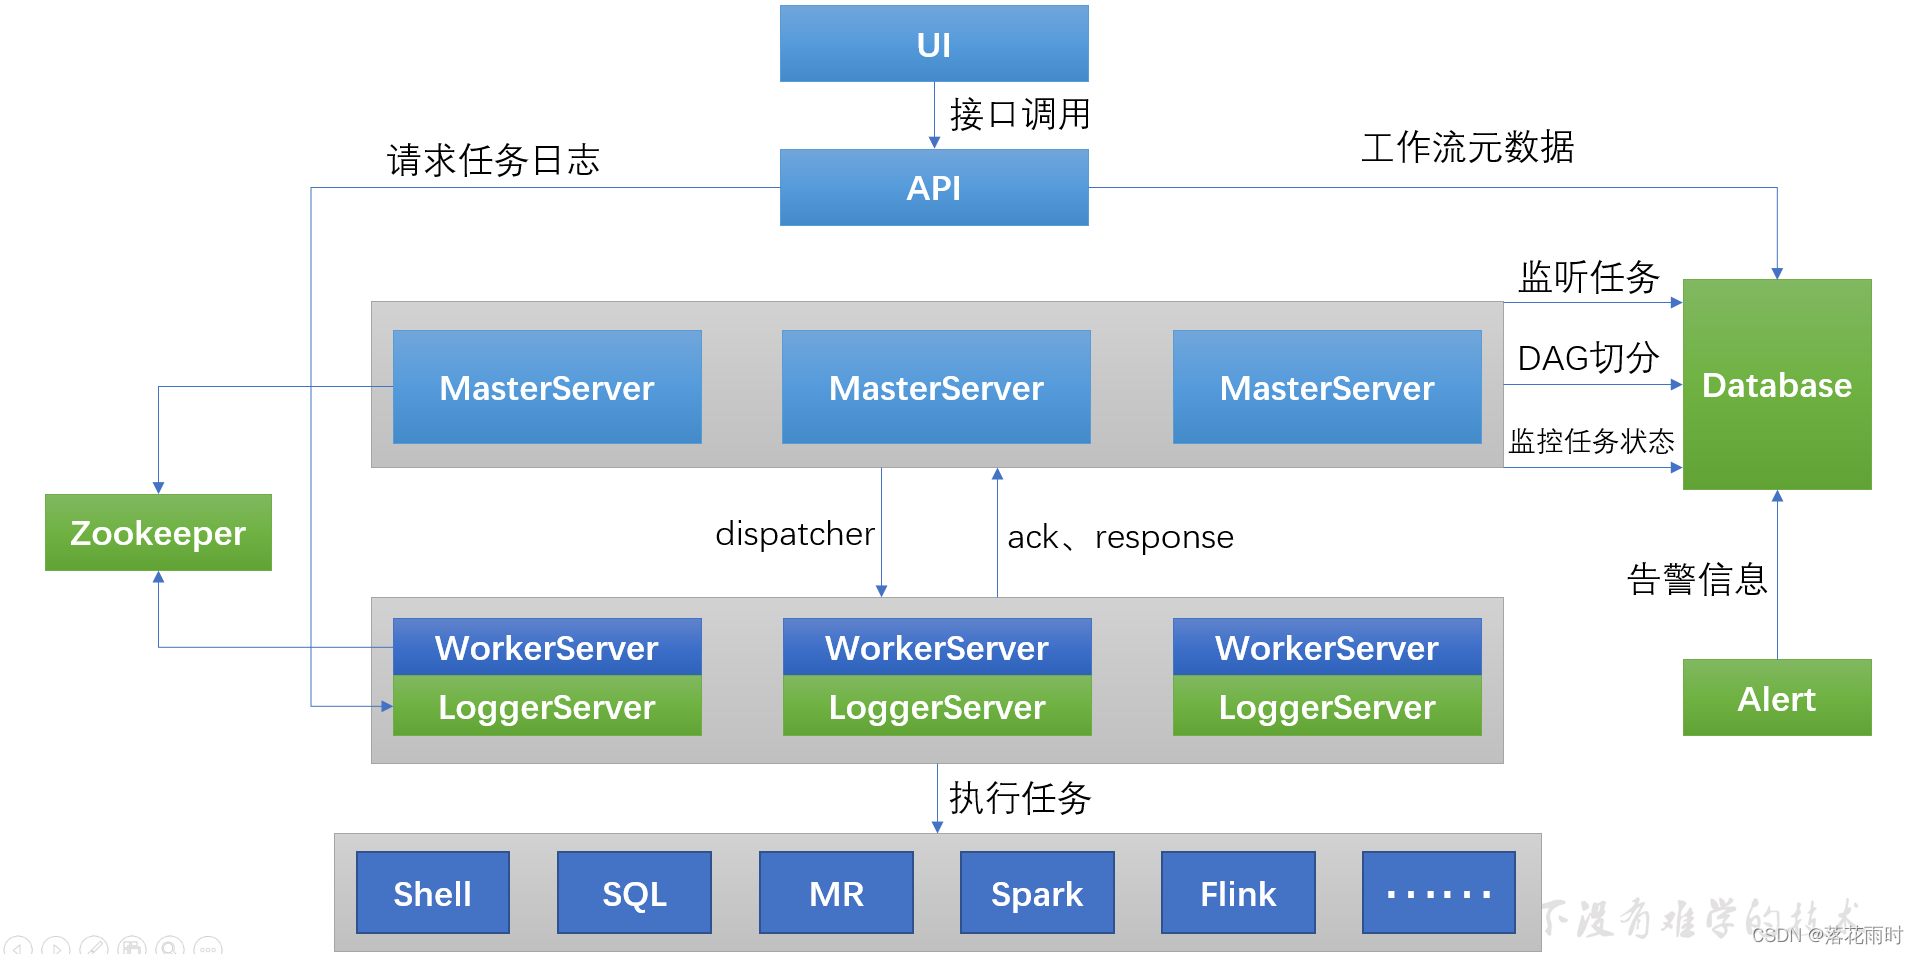 UI
接口调用
请求任务日志
API
工作流元数据
监听任务
MasterServer
MasterServer
MasterServer
DAG切分
Database
监控任务状态
Zookeeper
dispatcher
ack、response
告警信息
WorkerServer
WorkerServer
WorkerServer
LoggerServer
LoggerServer
LoggerServer
Alert
执行任务
Shell
SQL
MR
Spark
Flink
······
下没有难学的技术
CSDN @落花雨时